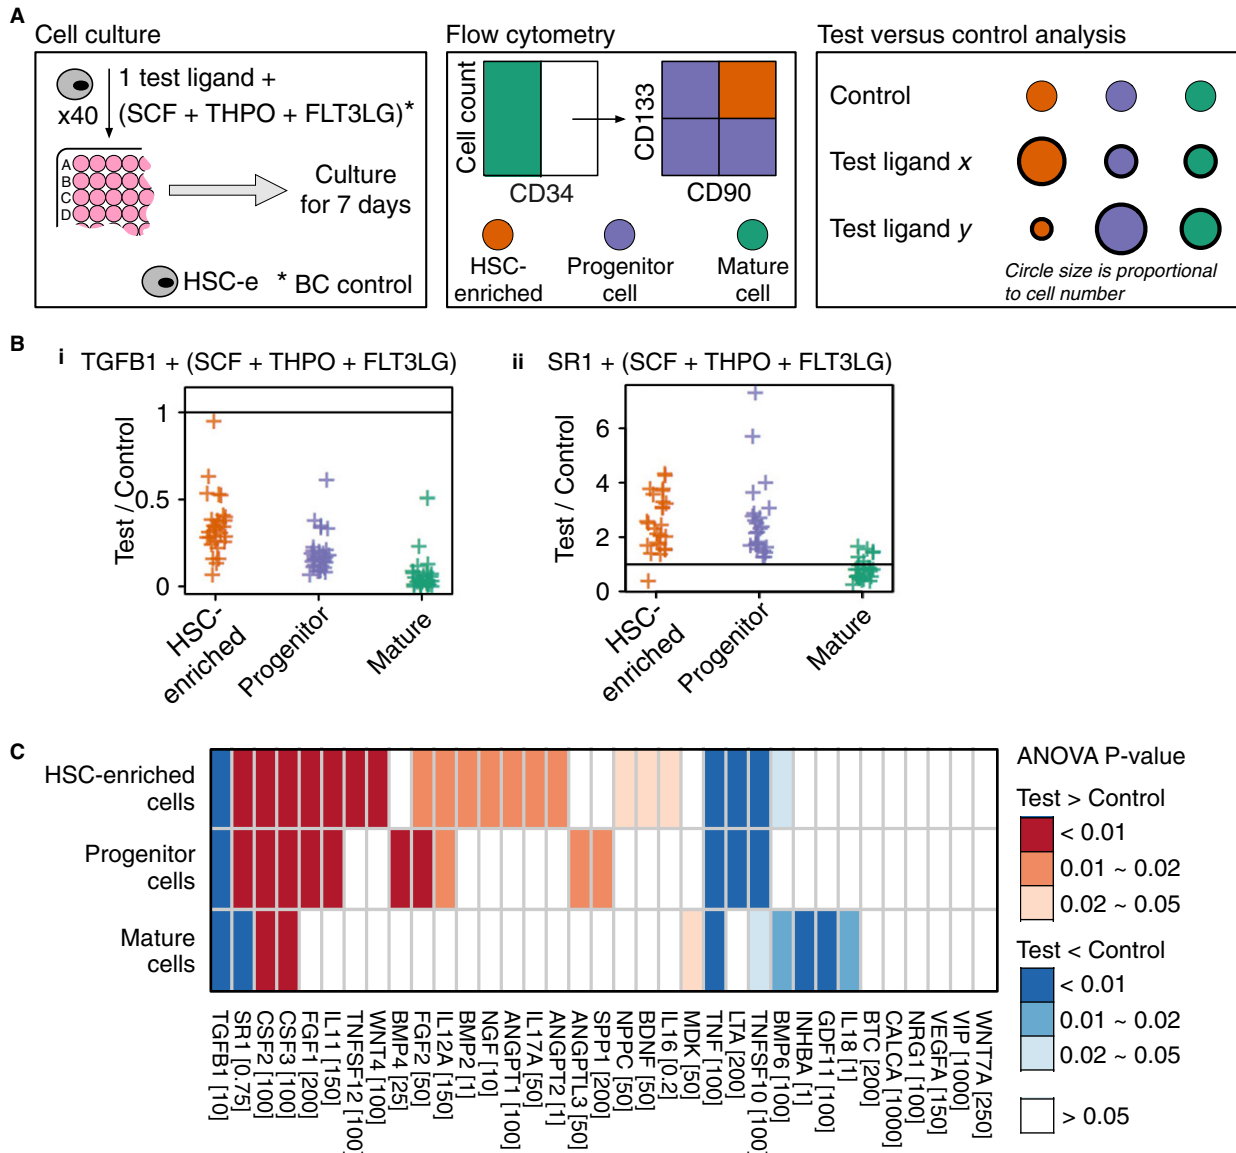 A
Cell culture
1 test ligand +
x40 (SCF + THPO + FLT3LG)*
A
B
C
D
Culture
for 7 days
HSC-e * BC control
Flow cytometry
Cell count
CD34
CD133
CD90
HSC-
enriched
Progenitor
cell
Mature
cell
Test versus control analysis
Control
Test ligand x
Test ligand y
Circle size is proportional
to cell number
B
i TGFB1 + (SCF + THPO + FLT3LG)
Test / Control
1
0.5
0
HSC-
enriched
Progenitor
Mature
ii SR1 + (SCF + THPO + FLT3LG)
Test / Control
6
4
2
0
HSC-
enriched
Progenitor
Mature
C
HSC-enriched
cells
Progenitor
cells
Mature
cells
TGFB1 [10]
SR1 [0.75]
CSF2 [100]
CSF3 [100]
FGF1 [200]
IL11 [150]
TNFSF12 [100]
WNT4 [100]
BMP4 [25]
FGF2 [50]
IL12A [150]
BMP2 [1]
NGF [10]
ANGPT1 [100]
IL17A [50]
ANGPT2 [1]
ANGPTL3 [50]
SPP1 [200]
NPPC [50]
BDNF [50]
IL16 [0.2]
MDK [50]
TNF [100]
LTA [200]
TNFSF10 [100]
BMP6 [100]
INHBA [1]
GDF11 [100]
IL18 [1]
BTC [200]
CALCA [1000]
NRG1 [100]
VEGFA [150]
VIP [1000]
WNT7A [250]
ANOVA P-value
Test > Control
< 0.01
0.01 ~ 0.02
0.02 ~ 0.05
Test < Control
< 0.01
0.01 ~ 0.02
0.02 ~ 0.05
> 0.05